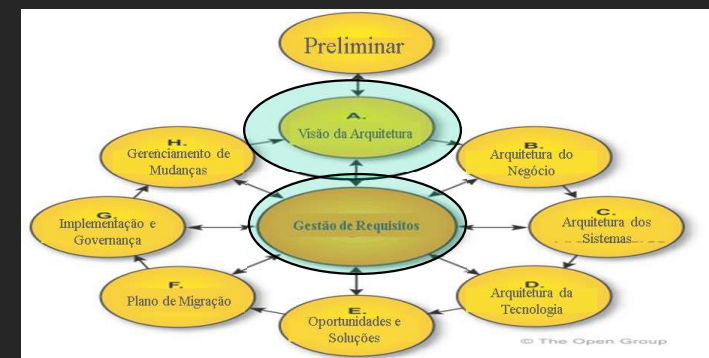 Preliminar
A.
Visão da Arquitetura
H.
Gerenciamento de
Mudanças
B.
Arquitetura do
Negócio
G.
Implementação e
Governança
Gestão de Requisitos
C.
Arquitetura dos
Sistemas
F.
Plano de Migração
D.
Arquitetura da
Tecnologia
E.
Oportunidades e
Soluções
© The Open Group